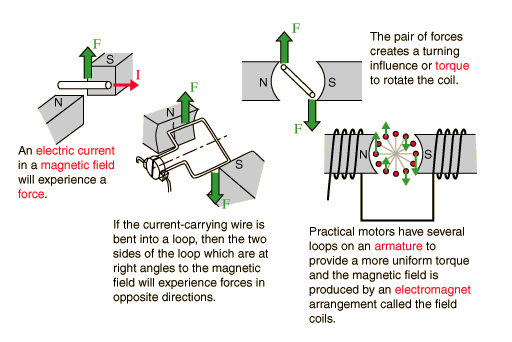 F
S
I
N
An electric current
in a magnetic field
will experience a
force.
F
N
S
F
If the current-carrying wire is
bent into a loop, then the two
sides of the loop which are at
right angles to the magnetic
field will experience forces in
opposite directions.
F
N
S
F
The pair of forces
creates a turning
influence or torque
to rotate the coil.
N
S
Practical motors have several
loops on an armature to
provide a more uniform torque
and the magnetic field is
produced by an electromagnet
arrangement called the field
coils.